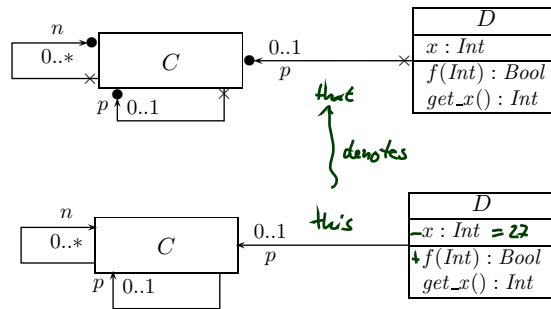 D
n
0..*
C
0..1
p
x : Int
p
0..1
f(Int) : Bool
get_x() : Int
that
denotes
this
D
n
0..*
C
0..1
p
-x : Int = 27
p
0..1
+f(Int) : Bool
get_x() : Int